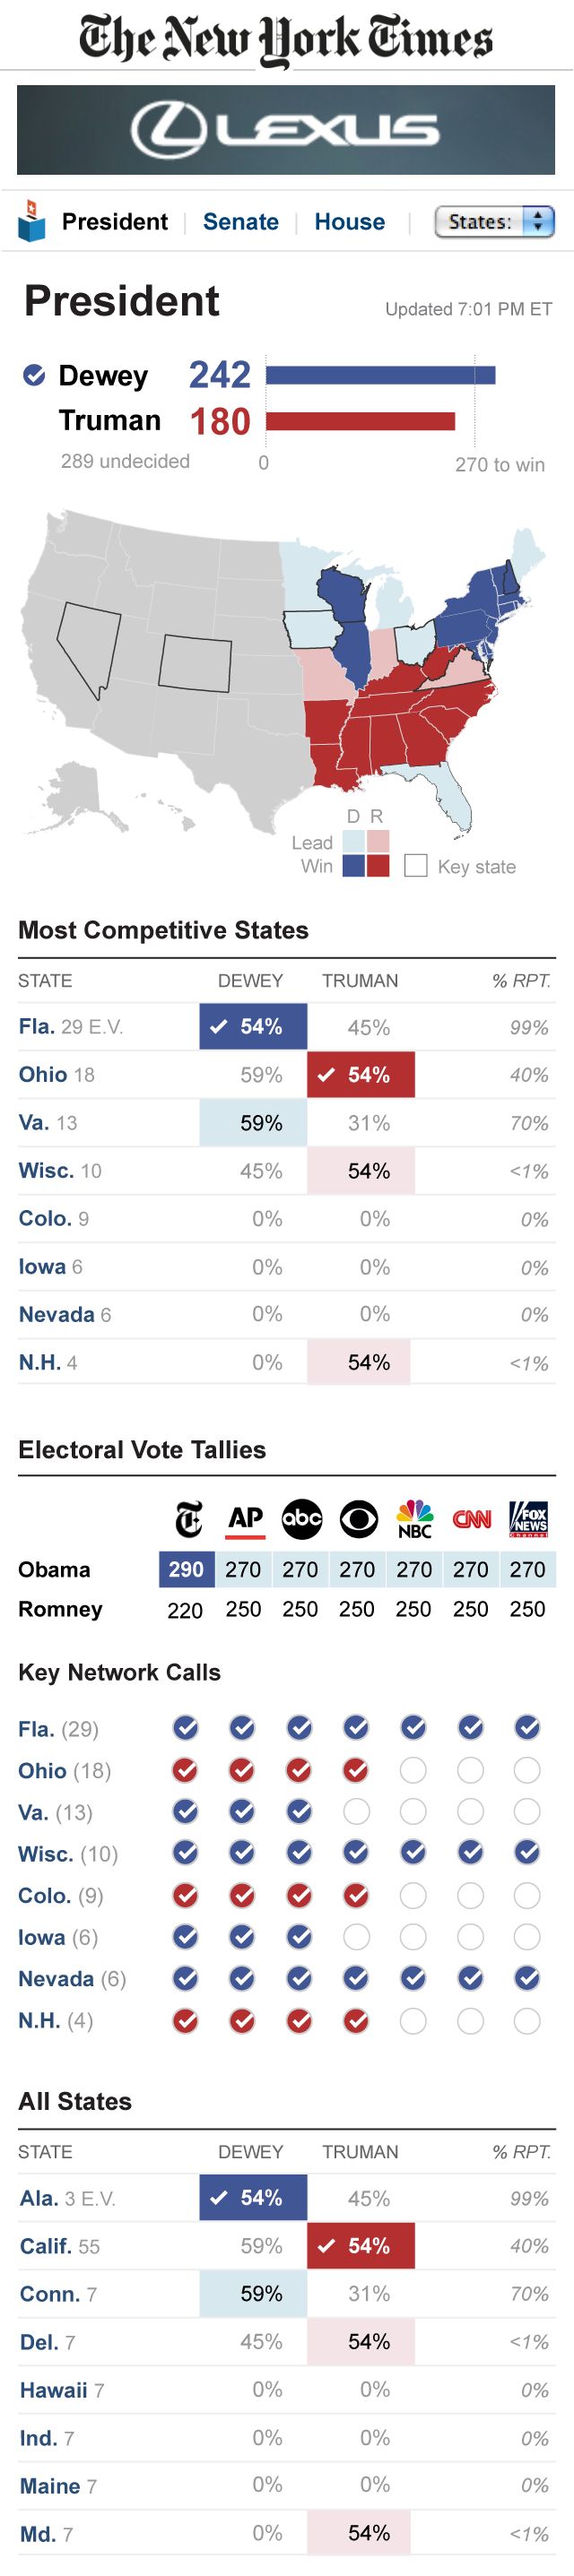 The New York Times
LEXUS
President Senate House States:
President Updated 7:01 PM ET
Dewey 242
Truman 180
289 undecided 0 270 to win
D R
Lead
Win Key state
Most Competitive States
STATE DEWEY TRUMAN % RPT.
Fla. 29 E.V. 54% 45% 99%
Ohio 18 59% 54% 40%
Va. 13 59% 31% 70%
Wisc. 10 45% 54% <1%
Colo. 9 0% 0% 0%
Iowa 6 0% 0% 0%
Nevada 6 0% 0% 0%
N.H. 4 0% 54% <1%
Electoral Vote Tallies
T AP abc NBC CNN FOX NEWS channel
Obama 290 270 270 270 270 270 270
Romney 220 250 250 250 250 250 250
Key Network Calls
Fla. (29)
Ohio (18)
Va. (13)
Wisc. (10)
Colo. (9)
Iowa (6)
Nevada (6)
N.H. (4)
All States
STATE DEWEY TRUMAN % RPT.
Ala. 3 E.V. 54% 45% 99%
Calif. 55 59% 54% 40%
Conn. 7 59% 31% 70%
Del. 7 45% 54% <1%
Hawaii 7 0% 0% 0%
Ind. 7 0% 0% 0%
Maine 7 0% 0% 0%
Md. 7 0% 54% <1%